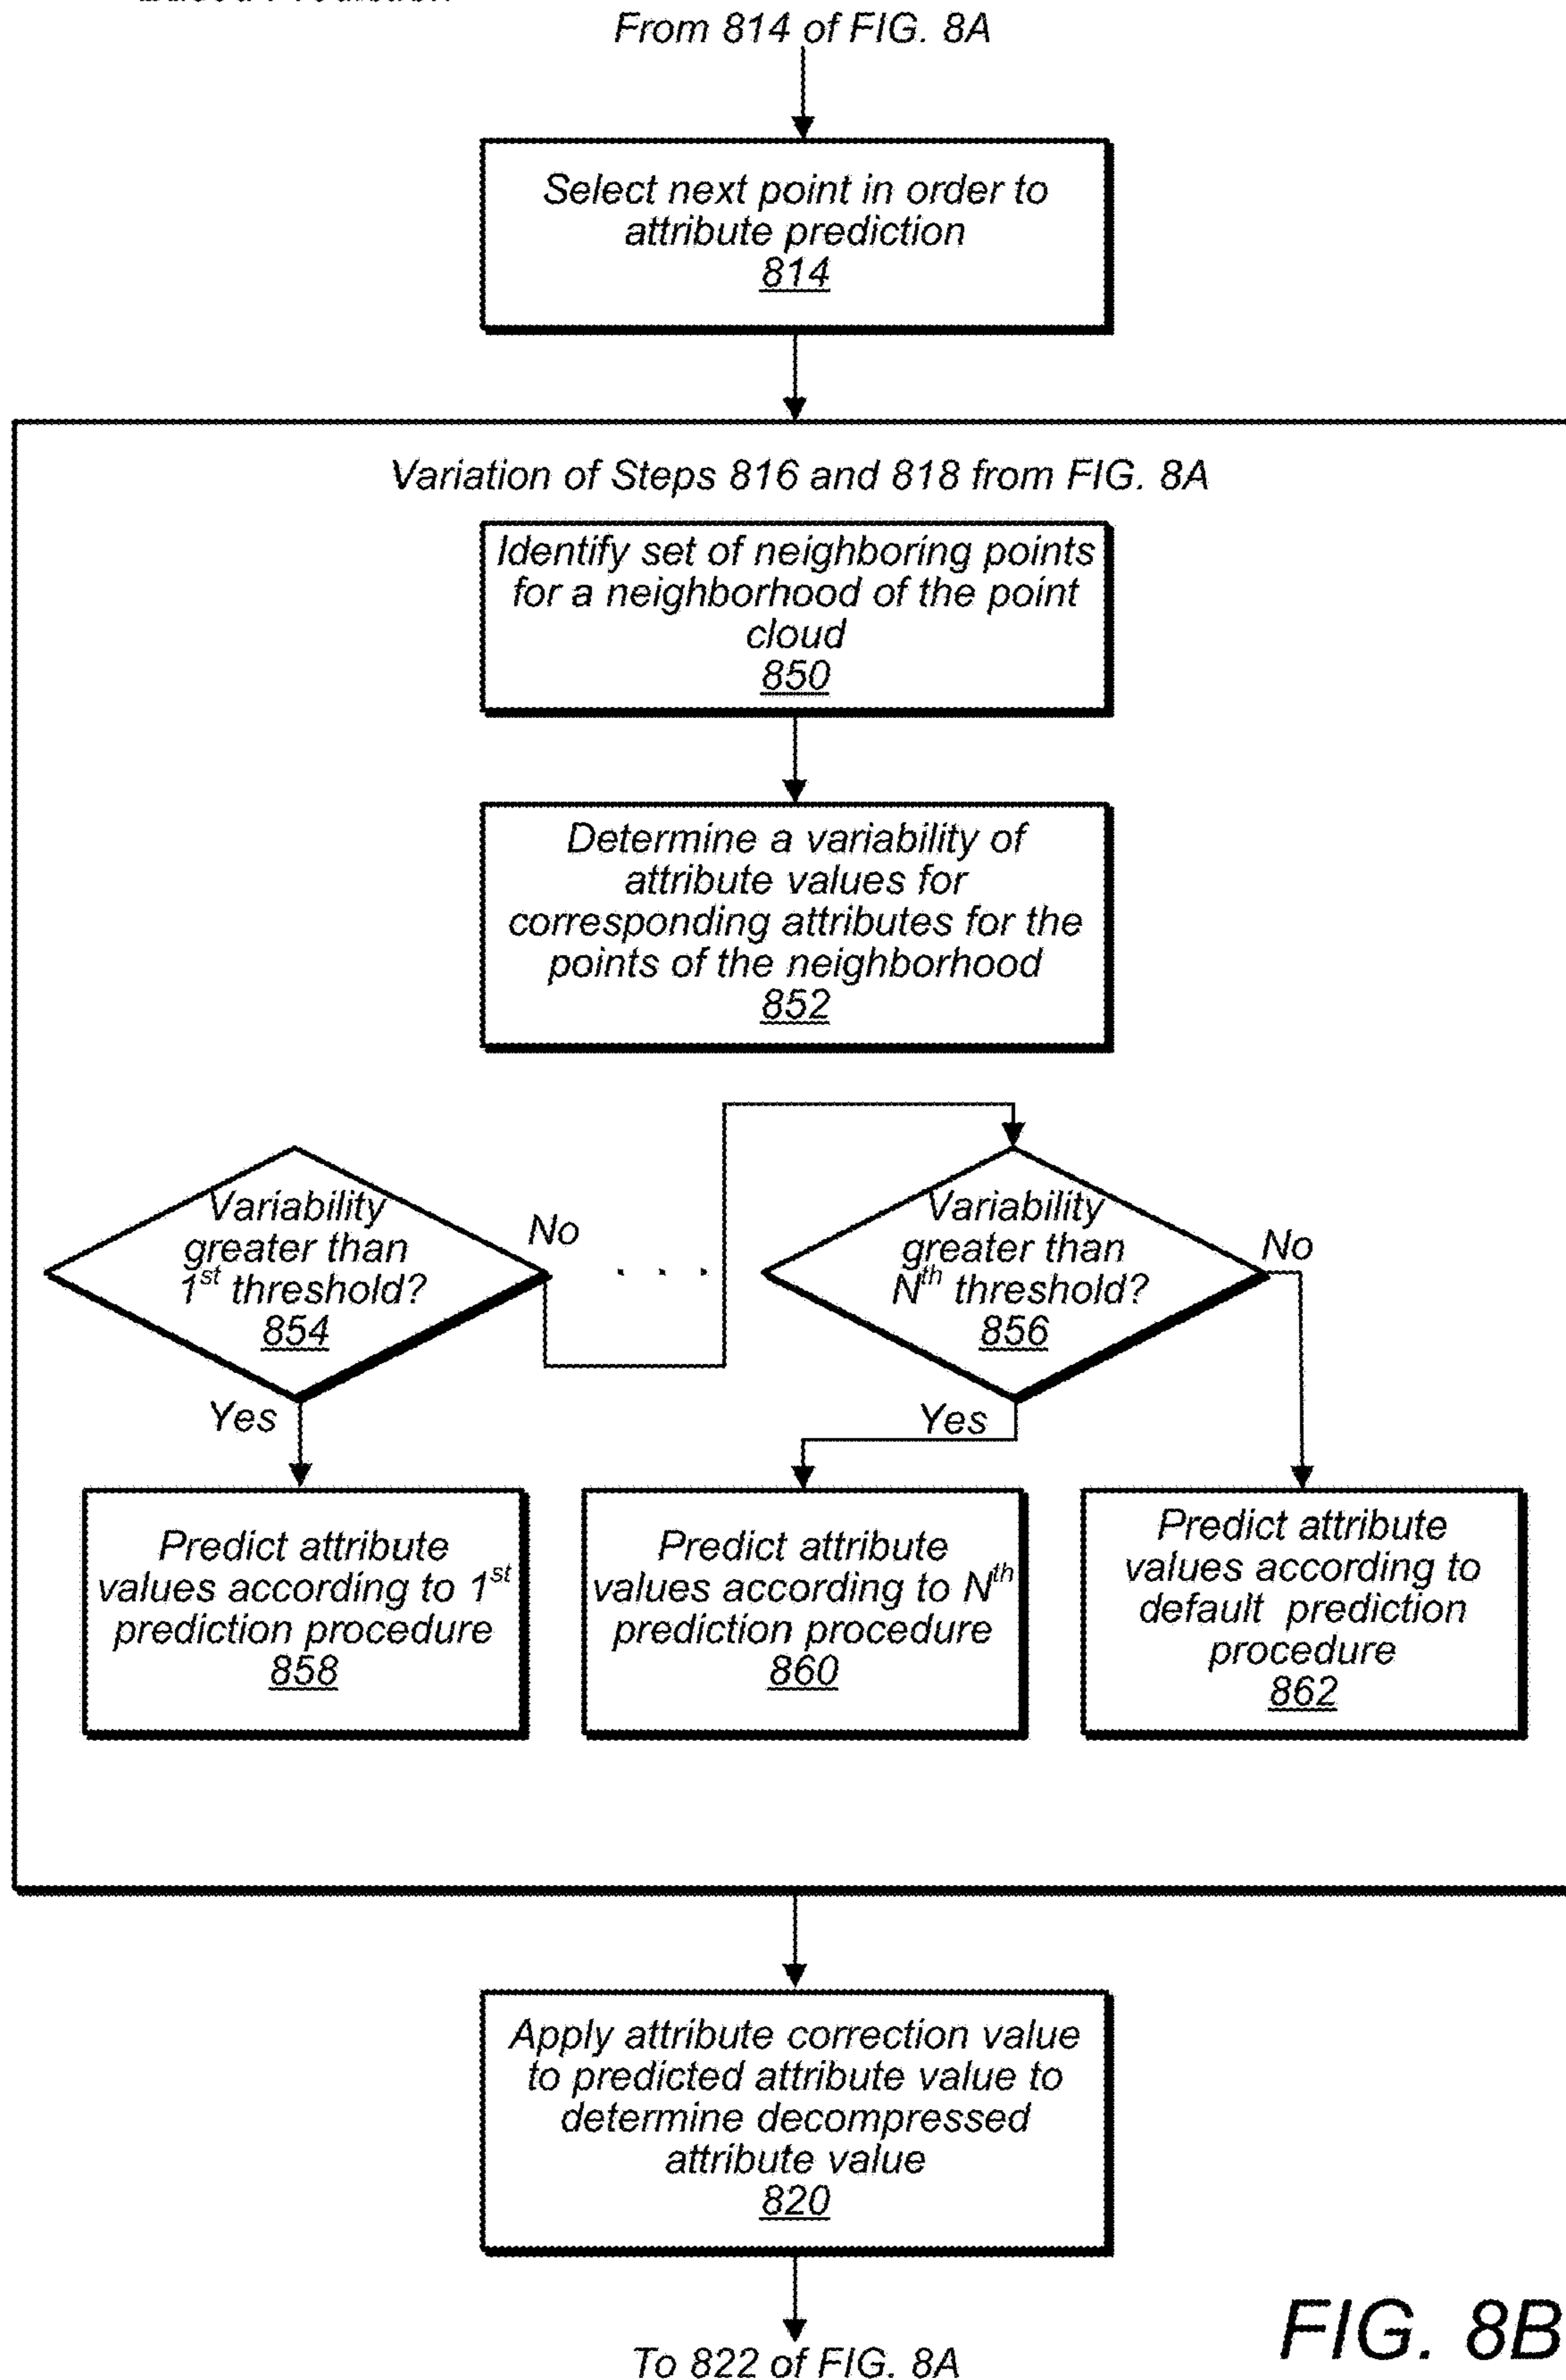 From 814 of FIG. 8A
Select next point in order to
attribute prediction
814
Variation of Steps 816 and 818 from FIG. 8A
Identify set of neighboring points
for a neighborhood of the point
cloud
850
Determine a variability of
attribute values for
corresponding attributes for the
points of the neighborhood
852
Variability
greater than
1st threshold?
854
No
. . .
Variability
greater than
Nth threshold?
856
No
Yes
Yes
Predict attribute
values according to 1st
prediction procedure
858
Predict attribute
values according to Nth
prediction procedure
860
Predict attribute
values according to
default prediction
procedure
862
Apply attribute correction value
to predicted attribute value to
determine decompressed
attribute value
820
To 822 of FIG. 8A
FIG. 8B